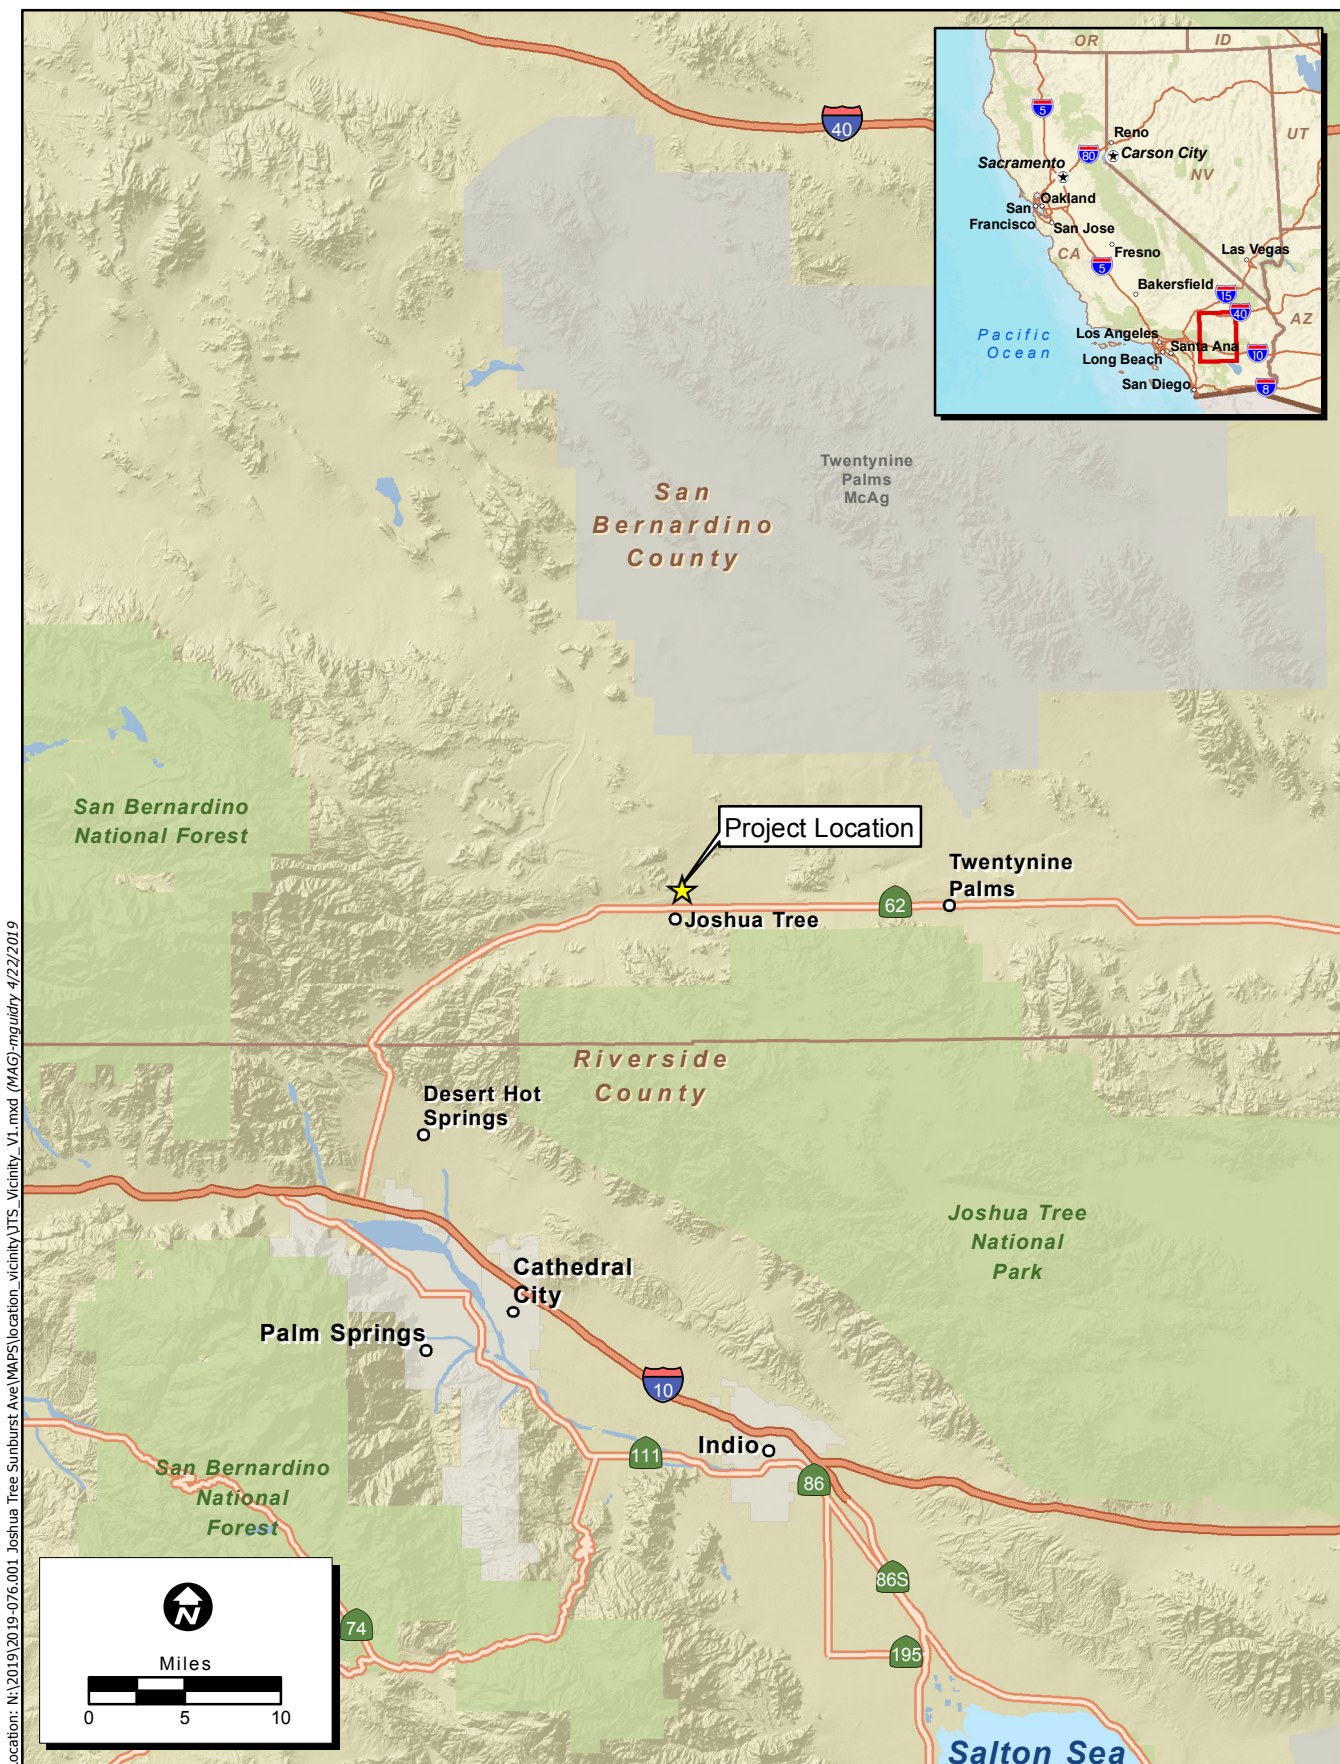 40
OR
ID
5
Reno
UT
80
Carson City
Sacramento
NV
Oakland
San
Francisco
San Jose
CA
Fresno
Las Vegas
5
Bakersfield
15
40
AZ
Pacific
Ocean
Los Angeles
Santa Ana
Long Beach
10
San Diego
8
Twentynine
Palms
McAg
San
Bernardino
County
San Bernardino
National Forest
Project Location
Twentynine
Palms
62
Joshua Tree
Riverside
County
Desert Hot
Springs
Joshua Tree
National
Park
Cathedral
City
Palm Springs
10
Indio
111
86
San Bernardino
National
Forest
86S
74
195
N
Miles
0 5 10
Salton Sea
ocation: N:\2019\2019-076.001 Joshua Tree Sunburst Ave\MAPS\location_vicinity\JTS_Vicinity_V1.mxd (MAG)-mguidry 4/22/2019